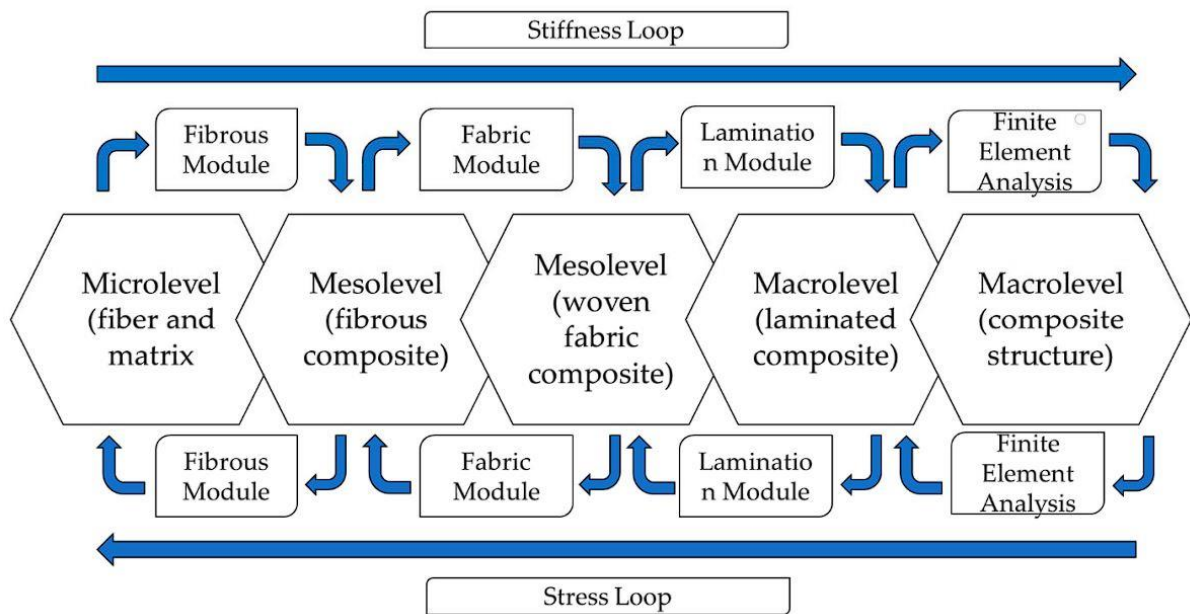 Stiffness Loop
Fibrous
Module
Fabric
Module
Laminatio
n Module
Finite
Element
Analysis
Microlevel
(fiber and
matrix
Mesolevel
(fibrous
composite)
Mesolevel
(woven
fabric
composite)
Macrolevel
(laminated
composite)
Macrolevel
(composite
structure)
Fibrous
Module
Fabric
Module
Laminatio
n Module
Finite
Element
Analysis
Stress Loop